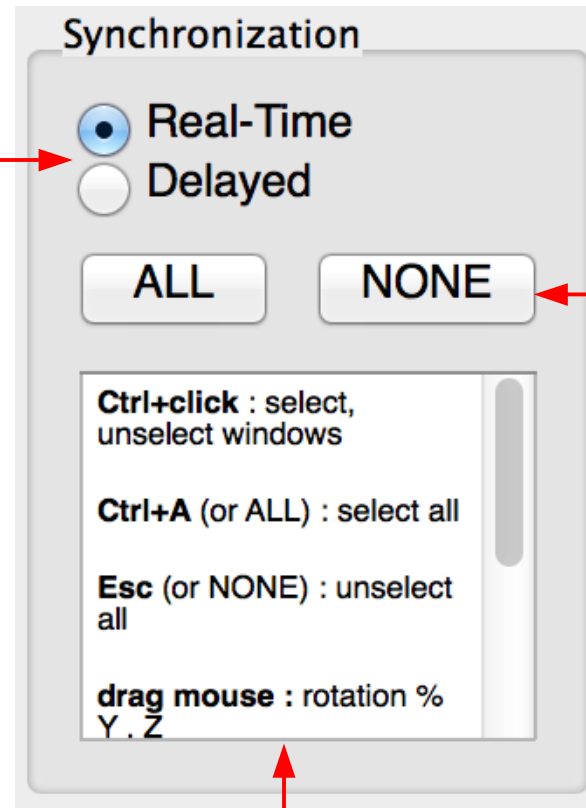 Synchronization
Real-Time
Delayed
ALL NONE
Ctrl+click : select,
unselect windows
Ctrl+A (or ALL) : select all
Esc (or NONE) : unselect
all
drag mouse : rotation %
Y , Z